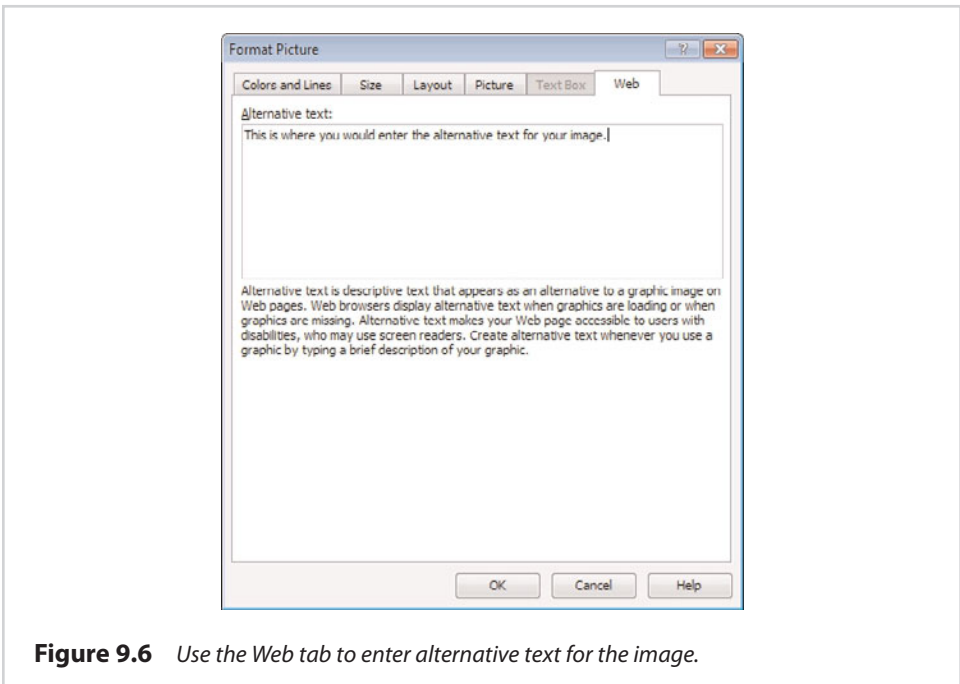 Format Picture
Colors and Lines Size Layout Picture Text Box Web
Alternative text:
This is where you would enter the alternative text for your image.
Alternative text is descriptive text that appears as an alternative to a graphic image on
Web pages. Web browsers display alternative text when graphics are loading or when
graphics are missing. Alternative text makes your Web page accessible to users with
disabilities, who may use screen readers. Create alternative text whenever you use a
graphic by typing a brief description of your graphic.
OK Cancel Help
Figure 9.6 Use the Web tab to enter alternative text for the image.